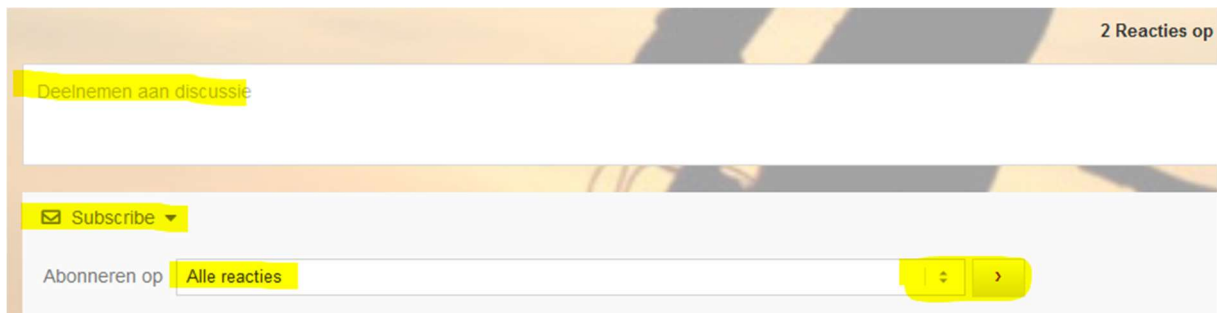 2 Reacties op
Deelnemen aan discussie
Subscribe
Abonneren op Alle reacties